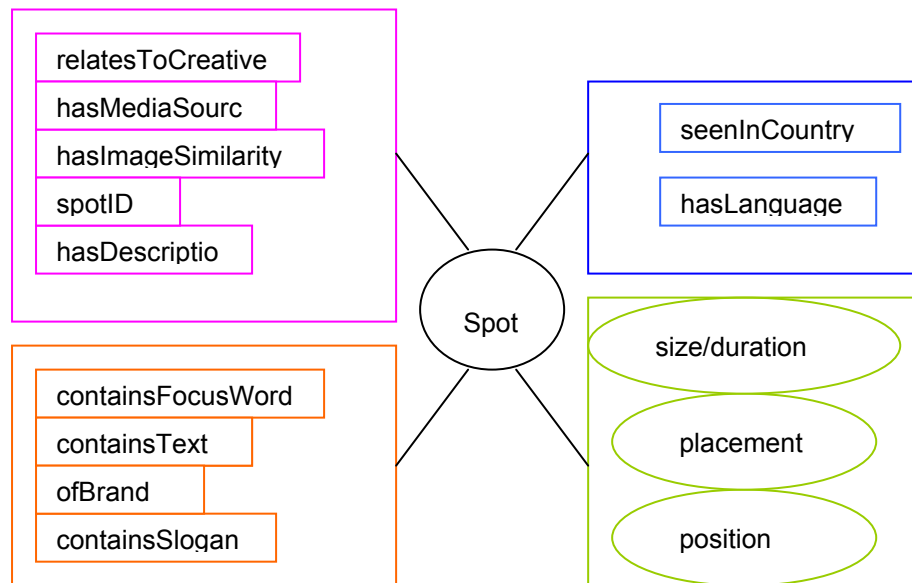 relatesToCreative
hasMediaSourc
hasImageSimilarity
spotID
hasDescriptio
seenInCountry
hasLanguage
Spot
containsFocusWord
containsText
ofBrand
containsSlogan
size/duration
placement
position